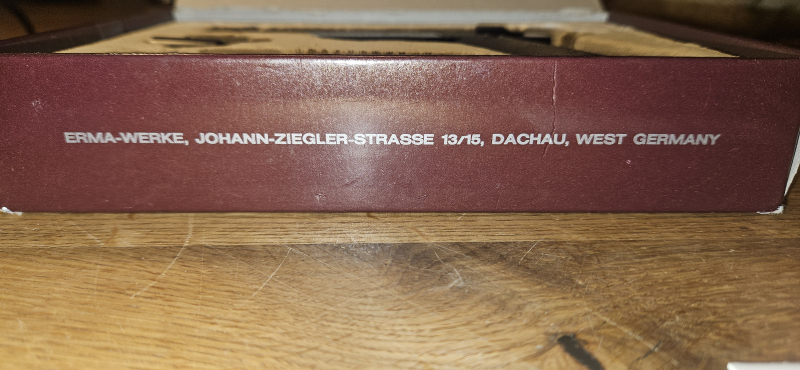 ERMA-WERKE, JOHANN-ZIEGLER-STRASSE 13/15, DACHAU, WEST GERMANY